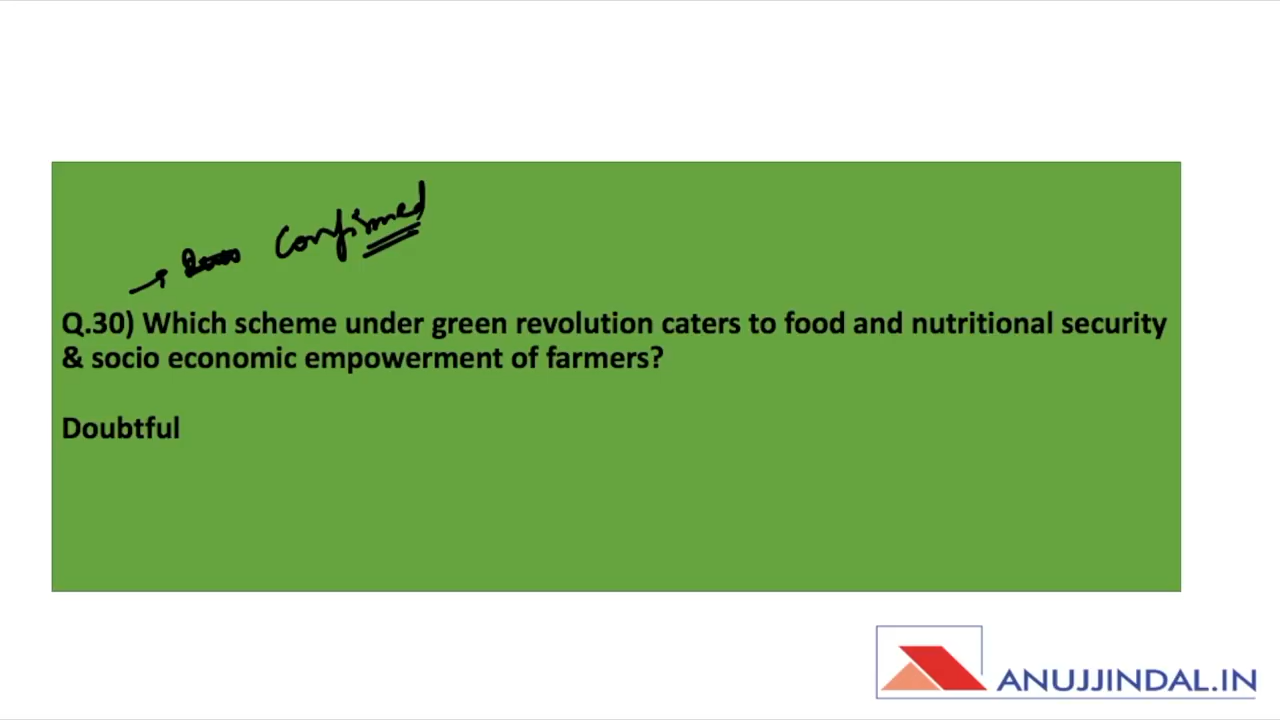 Confirmed
Q.30) Which scheme under green revolution caters to food and nutritional security
& socio economic empowerment of farmers?
Doubtful
ANUJJINDAL.IN